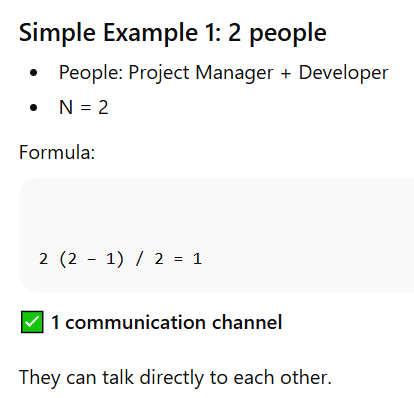 Simple Example 1: 2 people
• People: Project Manager + Developer
• N = 2
Formula:
2 (2 - 1) / 2 = 1
✅ 1 communication channel
They can talk directly to each other.